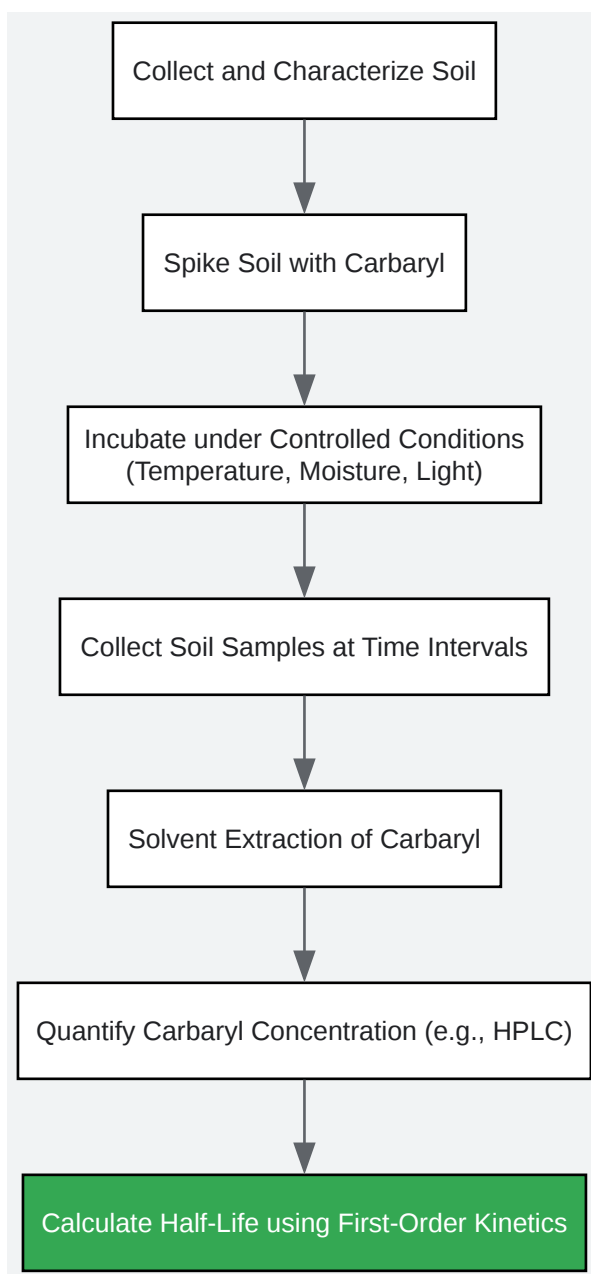 Collect and Characterize Soil
Spike Soil with Carbaryl
Incubate under Controlled Conditions
(Temperature, Moisture, Light)
Collect Soil Samples at Time Intervals
Solvent Extraction of Carbaryl
Quantify Carbaryl Concentration (e.g., HPLC)
Calculate Half-Life using First-Order Kinetics